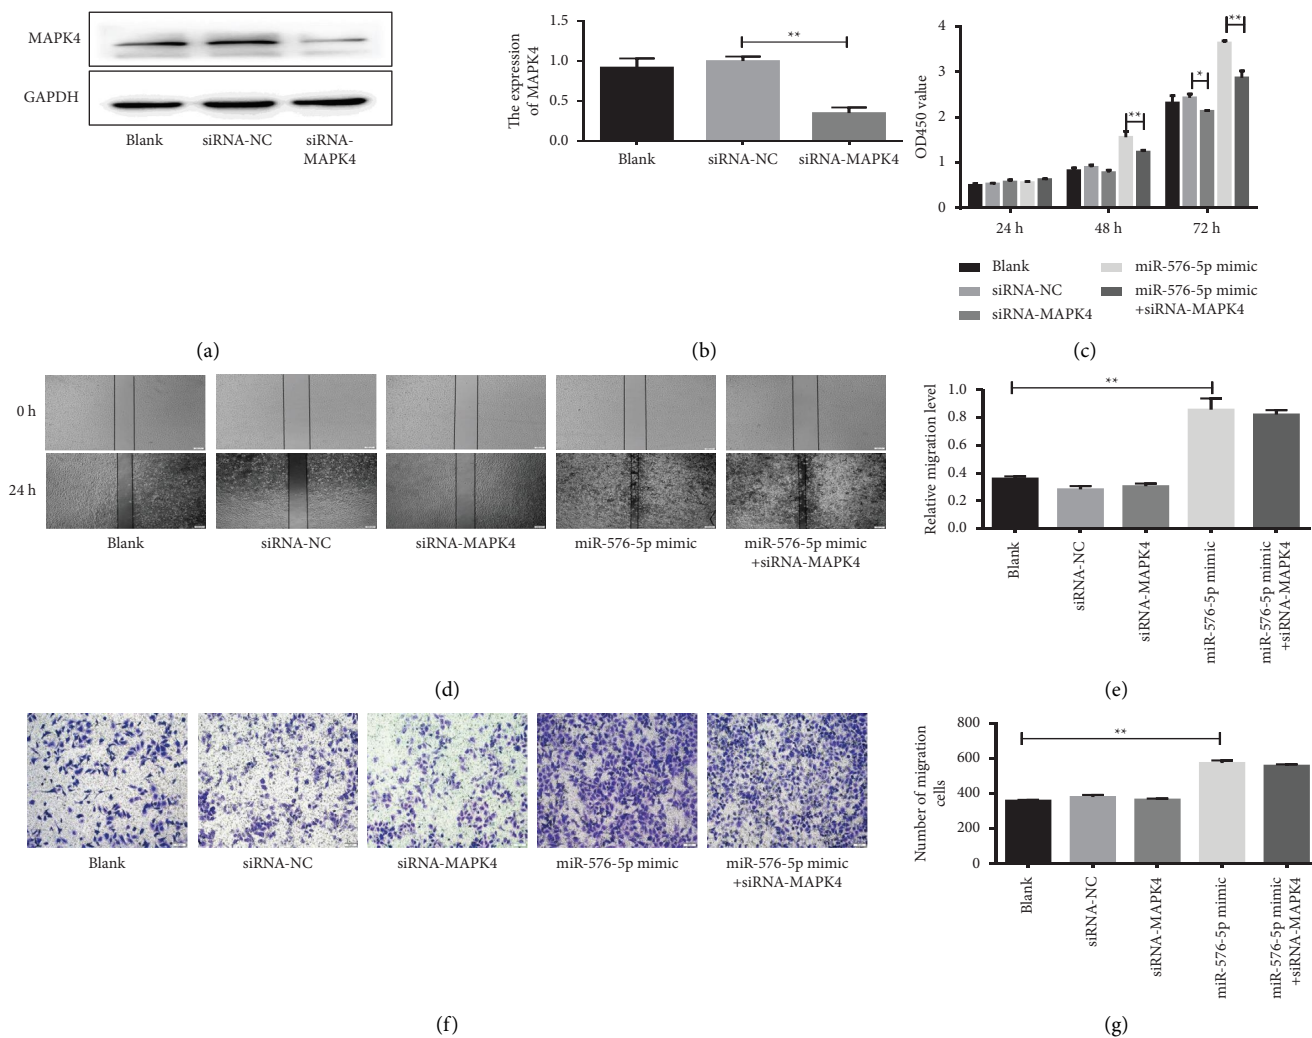 MAPK4
GAPDH
Blank
siRNA-NC
siRNA-
MAPK4
(a)
The expression
of MAPK4
1.5
1.0
0.5
0.0
**
Blank
siRNA-NC
siRNA-MAPK4
(b)
OD450 value
4
3
2
1
0
**
*
**
24 h
48 h
72 h
Blank
siRNA-NC
siRNA-MAPK4
miR-576-5p mimic
miR-576-5p mimic
+siRNA-MAPK4
(c)
0 h
24 h
Blank
siRNA-NC
siRNA-MAPK4
miR-576-5p mimic
miR-576-5p mimic
+siRNA-MAPK4
(d)
Relative migration level
1.0
0.8
0.6
0.4
0.2
0.0
**
Blank
siRNA-NC
siRNA-MAPK4
miR-576-5p mimic
miR-576-5p mimic
+siRNA-MAPK4
(e)
Blank
siRNA-NC
siRNA-MAPK4
miR-576-5p mimic
miR-576-5p mimic
+siRNA-MAPK4
(f)
Number of migration
cells
800
600
400
200
0
**
Blank
siRNA-NC
siRNA-MAPK4
miR-576-5p mimic
miR-576-5p mimic
+siRNA-MAPK4
(g)